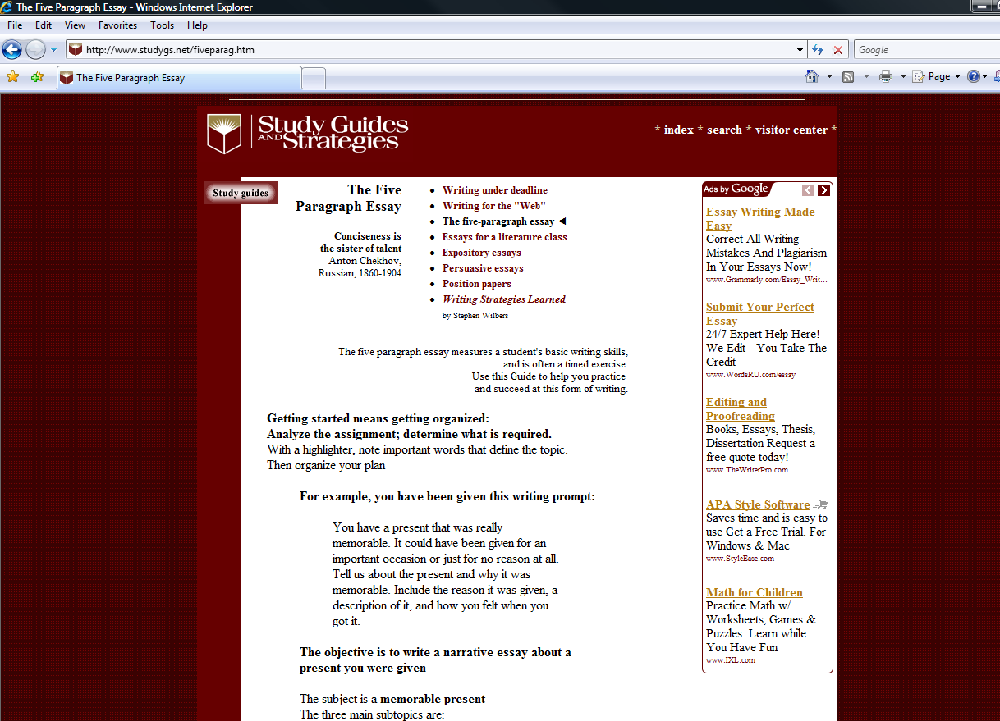 The Five Paragraph Essay - Windows Internet Explorer
File Edit View Favorites Tools Help
http://www.studygs.net/fiveparag.htm
Google
The Five Paragraph Essay
Page
Study Guides
AND Strategies
* index * search * visitor center *
Study guides
The Five
Paragraph Essay
Conciseness is
the sister of talent
Anton Chekhov,
Russian, 1860-1904
• Writing under deadline
• Writing for the "Web"
• The five-paragraph essay ◄
• Essays for a literature class
• Expository essays
• Persuasive essays
• Position papers
• Writing Strategies Learned
by Stephen Wilbers
The five paragraph essay measures a student's basic writing skills,
and is often a timed exercise.
Use this Guide to help you practice
and succeed at this form of writing.
Getting started means getting organized:
Analyze the assignment; determine what is required.
With a highlighter, note important words that define the topic.
Then organize your plan
For example, you have been given this writing prompt:
You have a present that was really
memorable. It could have been given for an
important occasion or just for no reason at all.
Tell us about the present and why it was
memorable. Include the reason it was given, a
description of it, and how you felt when you
got it.
The objective is to write a narrative essay about a
present you were given
The subject is a memorable present
The three main subtopics are:
Ads by Google
Essay Writing Made
Easy
Correct All Writing
Mistakes And Plagiarism
In Your Essays Now!
www.Grammarly.com/Essay_Writ...
Submit Your Perfect
Essay
24/7 Expert Help Here!
We Edit - You Take The
Credit
www.WordsRU.com/essay
Editing and
Proofreading
Books, Essays, Thesis,
Dissertation Request a
free quote today!
www.TheWriterPro.com
APA Style Software
Saves time and is easy to
use Get a Free Trial. For
Windows & Mac
www.StyleEase.com
Math for Children
Practice Math w/
Worksheets, Games &
Puzzles. Learn while
You Have Fun
www.IXL.com